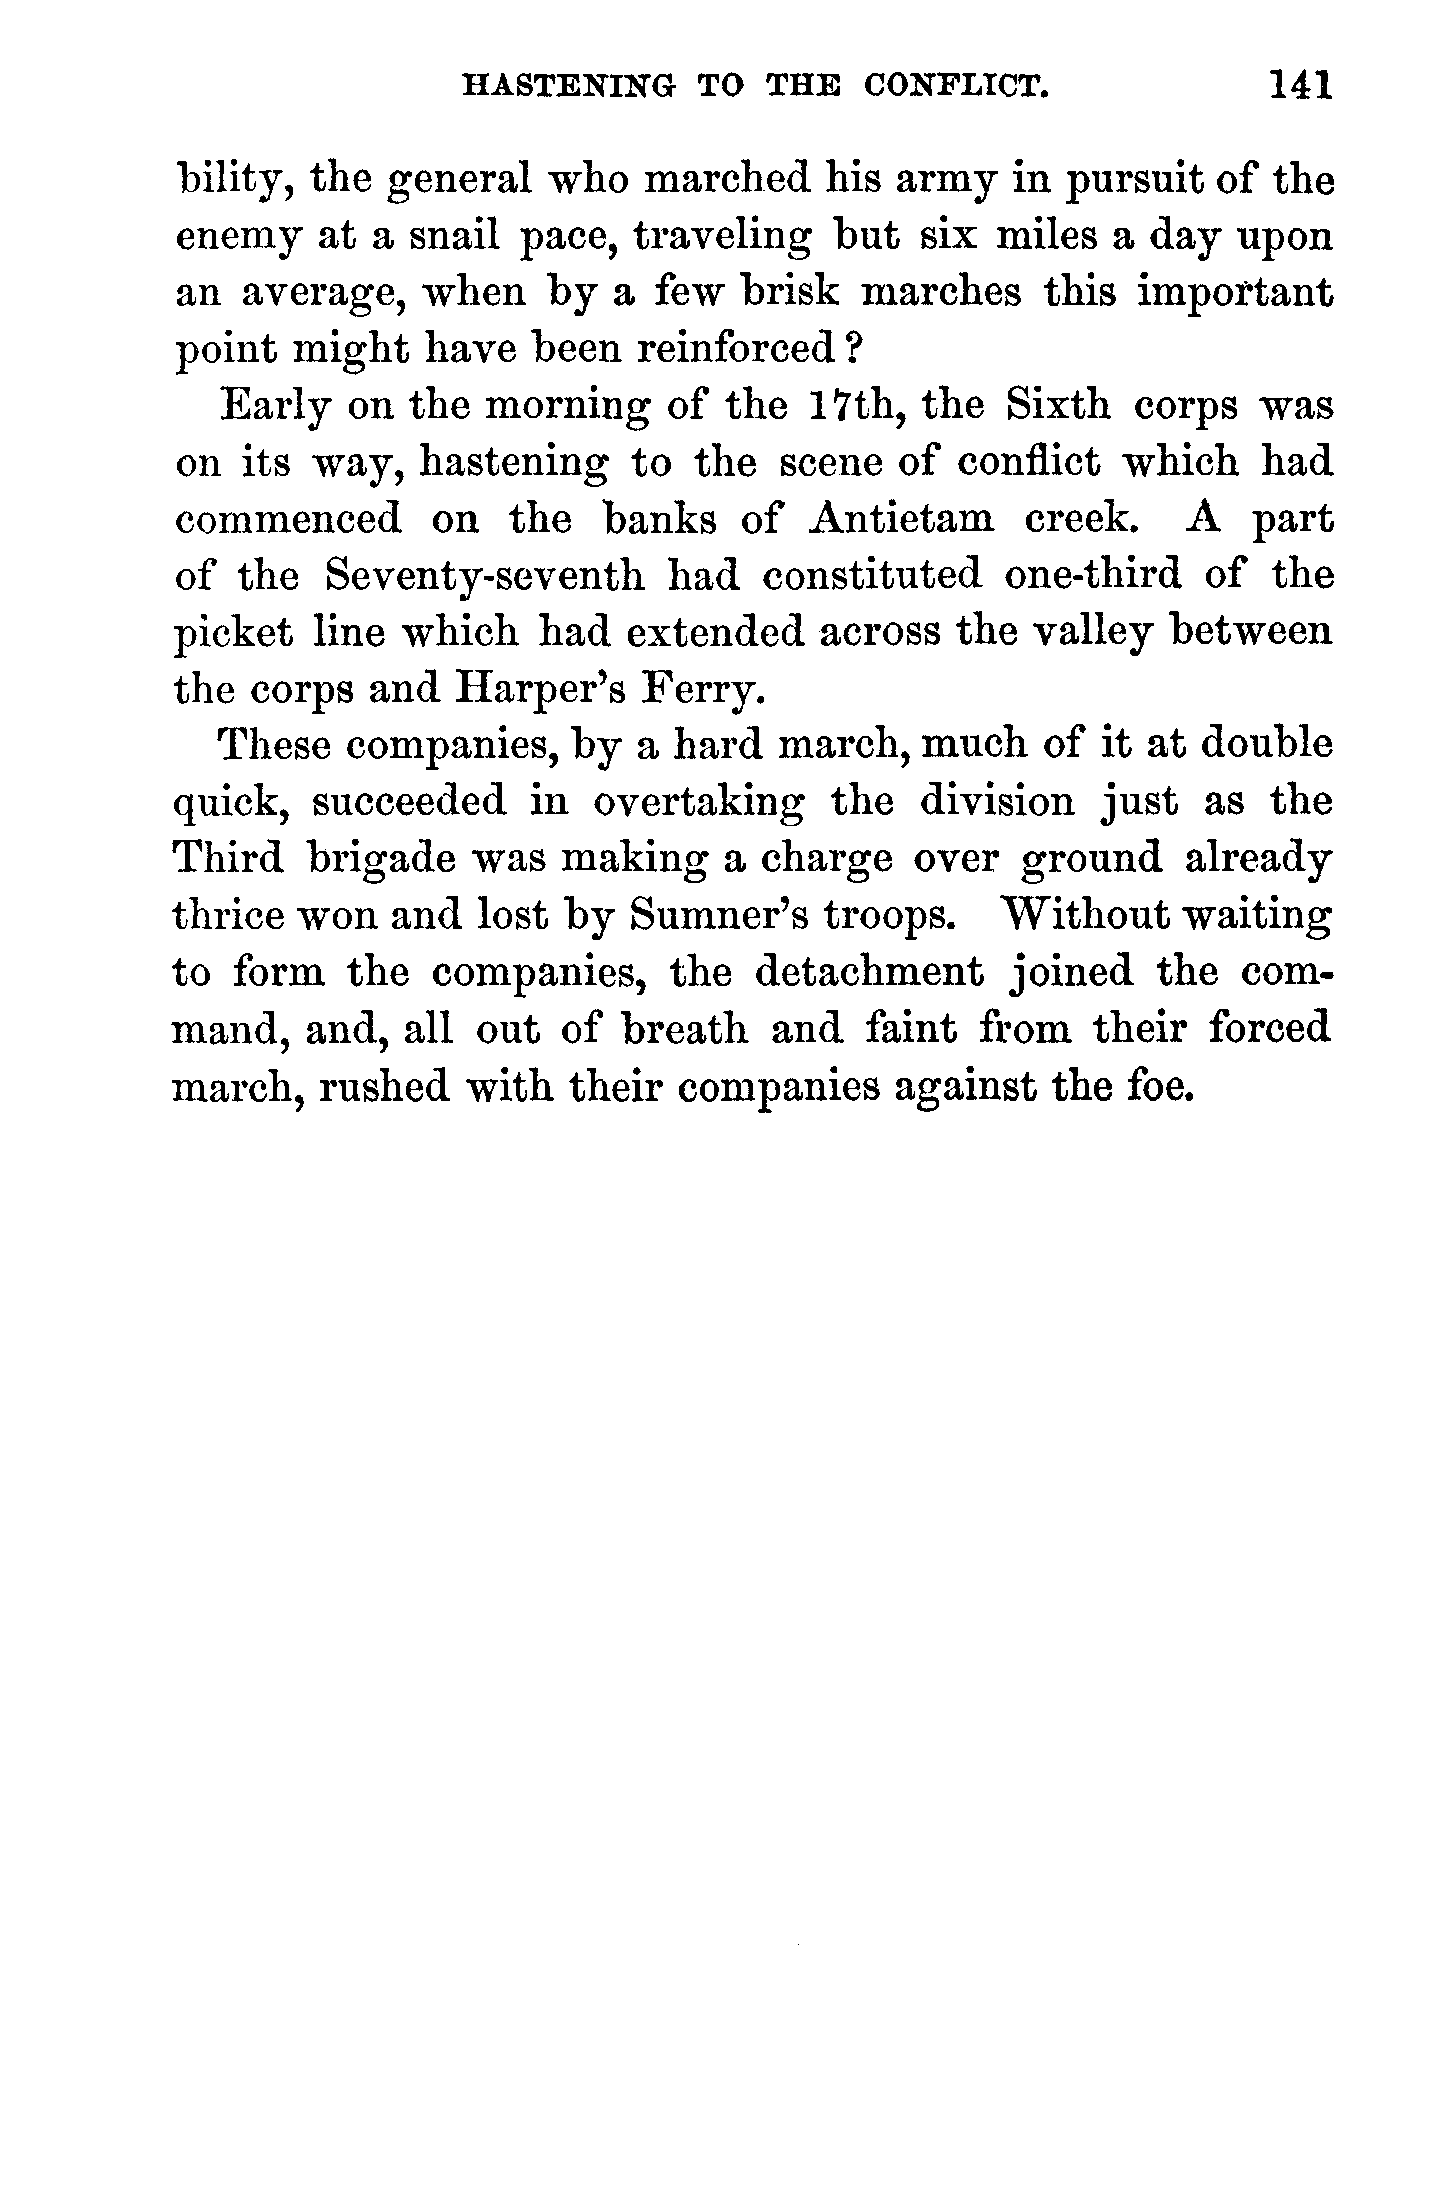 HASTENING TO THE CONFLICT. 141
bility, the general who marched his army in pursuit of the
enemy at a snail pace, traveling but six miles a day upon
an average, when by a few brisk marches this important
point might have been reinforced?
Early on the morning of the 17th, the Sixth corps was
on its way, hastening to the scene of conflict which had
commenced on the banks of Antietam creek. A part
of the Seventy-seventh had constituted one-third of the
picket line which had extended across the valley between
the corps and Harper's Ferry.
These companies, by a hard march, much of it at double
quick, succeeded in overtaking the division just as the
Third brigade was making a charge over ground already
thrice won and lost by Sumner's troops. Without waiting
to form the companies, the detachment joined the com-
mand, and, all out of breath and faint from their forced
march, rushed with their companies against the foe.